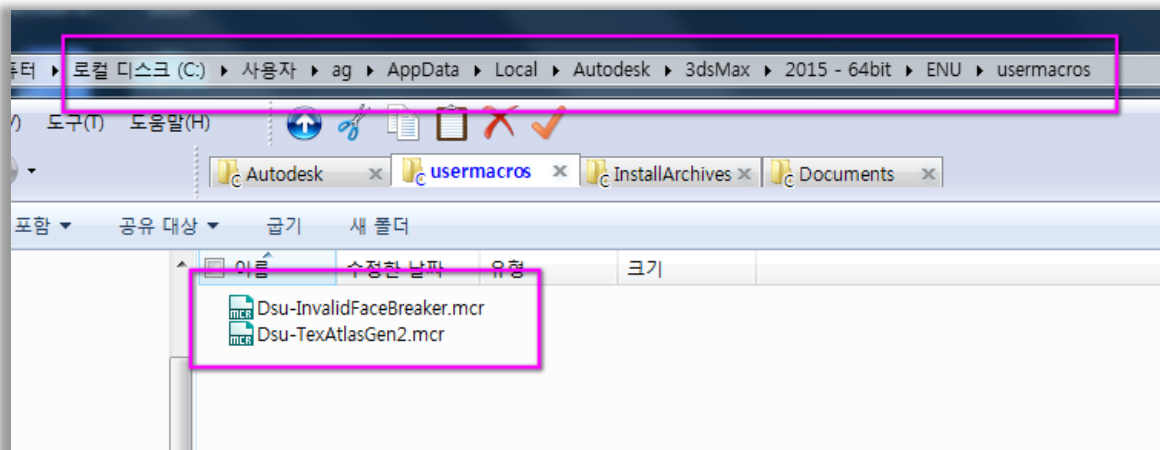 로컬 디스크 (C:) ▸ 사용자 ▸ ag ▸ AppData ▸ Local ▸ Autodesk ▸ 3dsMax ▸ 2015 - 64bit ▸ ENU ▸ usermacros
도구(T) 도움말(H)
Autodesk usermacros InstallArchives Documents
포함 공유 대상 굽기 새 폴더
이름 수정한 날짜 유형 크기
Dsu-InvalidFaceBreaker.mcr
Dsu-TexAtlasGen2.mcr